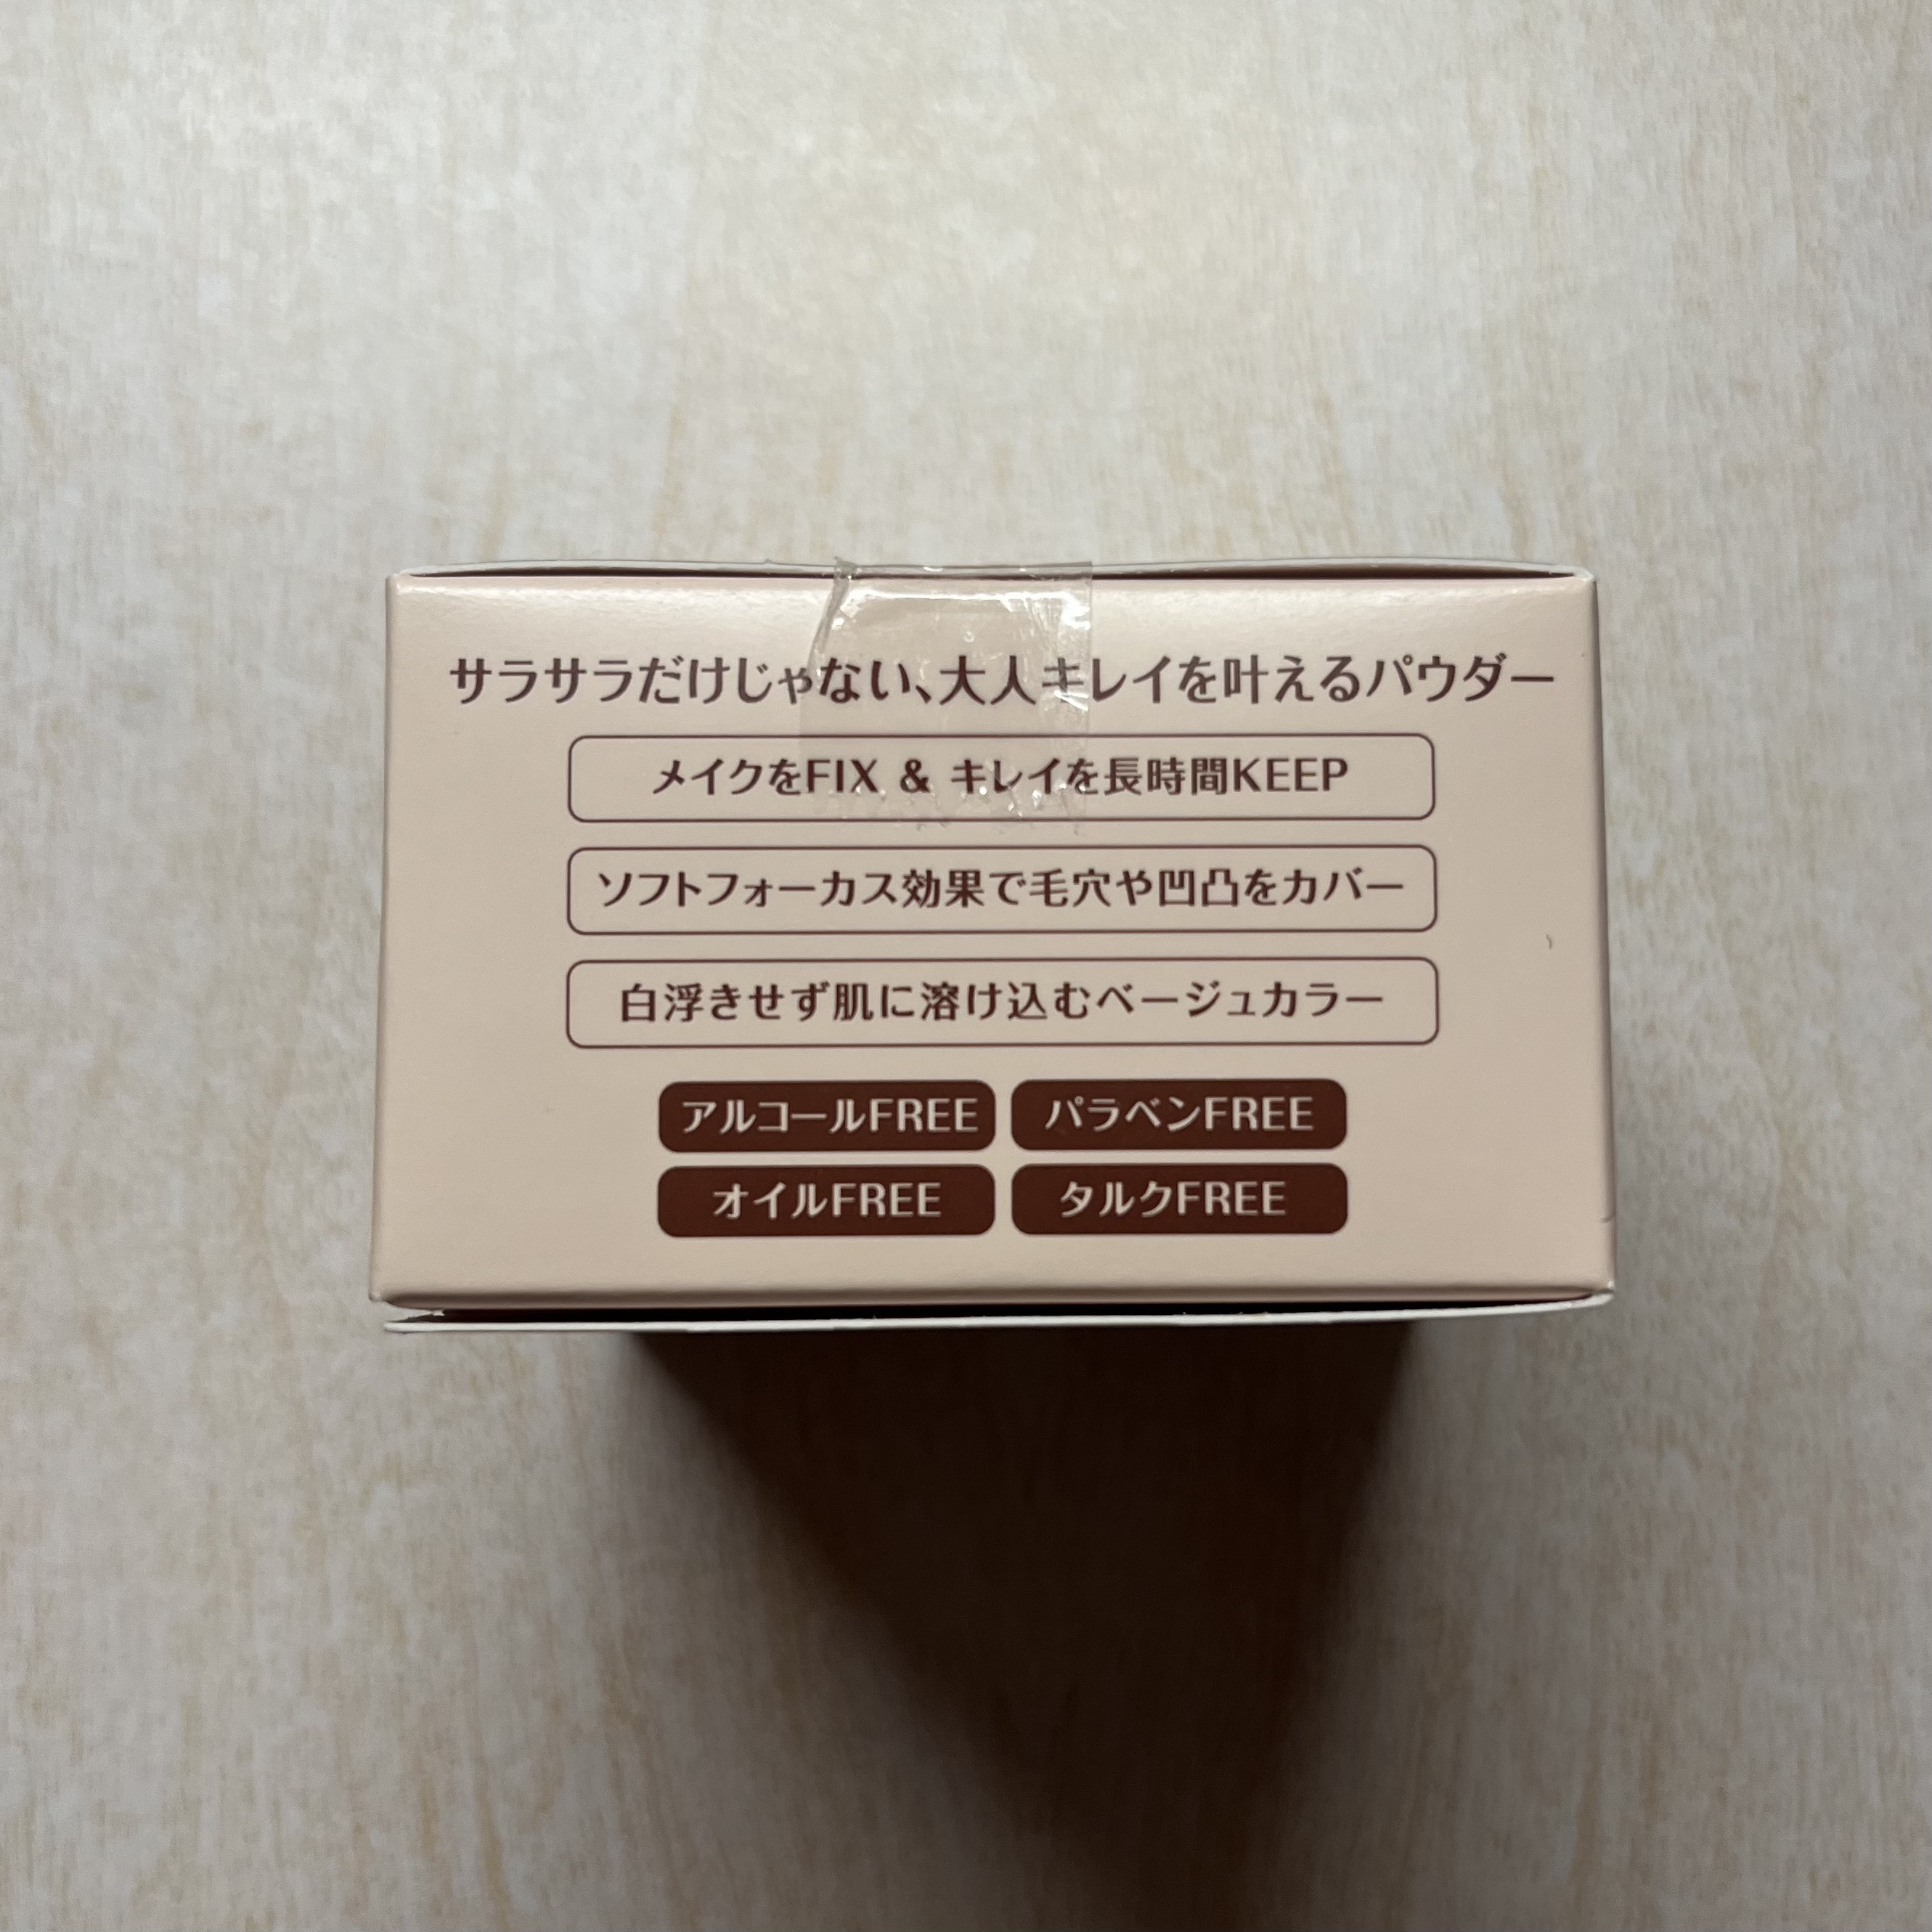 サラサラだけじゃない、大人キレイを叶えるパウダー
メイクをFIX & キレイを長時間KEEP
ソフトフォーカス効果で毛穴や凹凸をカバー
白浮きせず肌に溶け込むベージュカラー
アルコールFREE パラベンFREE
オイルFREE タルクFREE